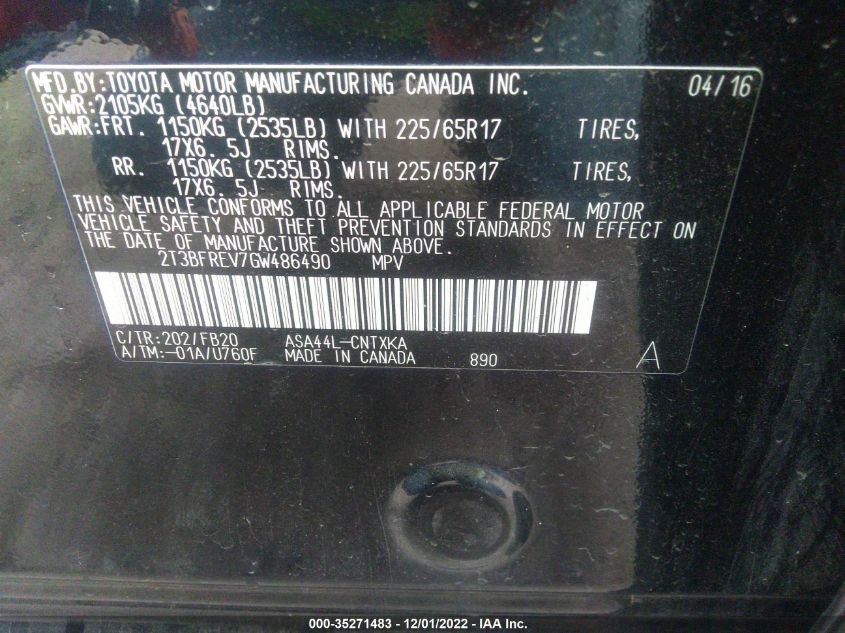 MFD.BY:TOYOTA MOTOR MANUFACTURING CANADA INC. 04/16
GVWR:2105KG (4640LB)
GAWR:FRT. 1150KG (2535LB) WITH 225/65R17 TIRES,
17X6. 5J RIMS.
RR. 1150KG (2535LB) WITH 225/65R17 TIRES,
17X6. 5J RIMS.
THIS VEHICLE CONFORMS TO ALL APPLICABLE FEDERAL MOTOR
VEHICLE SAFETY AND THEFT PREVENTION STANDARDS IN EFFECT ON
THE DATE OF MANUFACTURE SHOWN ABOVE.
2T3BFREV7GW486490 MPV
C/TR:202/FB20 ASA44L-CNTXKA
A/TM:-01A/U760F MADE IN CANADA 890 A
000-35271483 - 12/01/2022 - IAA Inc.